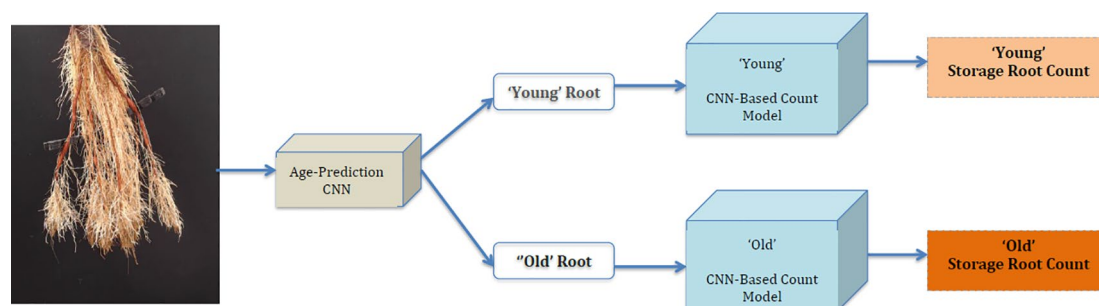 Age-Prediction
CNN
‘Young’ Root
‘Young’
CNN-Based Count
Model
‘Young’
Storage Root Count
‘’Old’ Root
‘Old’
CNN-Based Count
Model
‘Old’
Storage Root Count